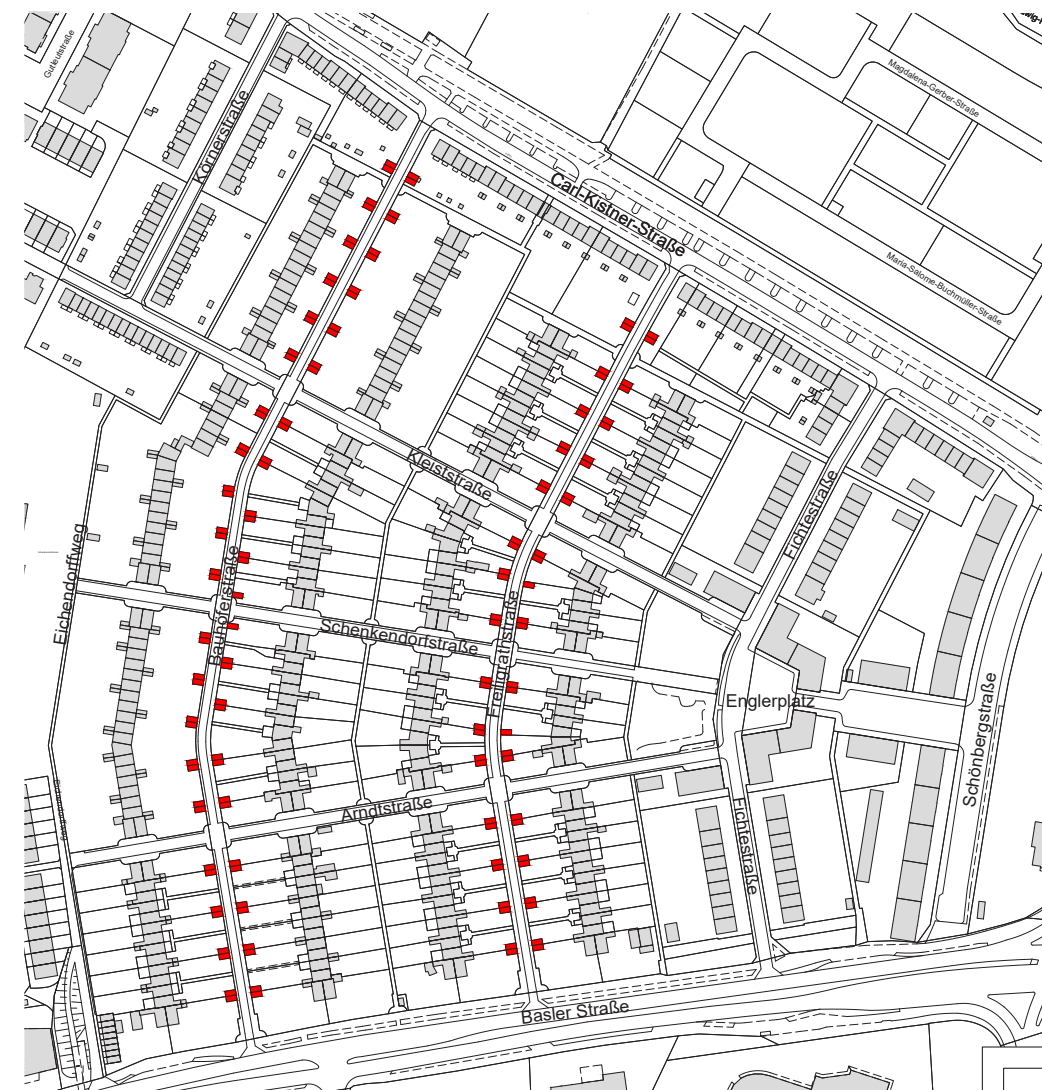 Gutleutstraße
Körnerstraße
Carl-Kistner-Straße
Magdalena-Gerber-Straße
Maria-Salome-Buchmüller-Straße
Kleiststraße
Fichtestraße
Eichendorffweg
Bauhöferstraße
Schenkendorfstraße
Freiligrathstraße
Englerplatz
Schönbergstraße
Arndtstraße
Fichtestraße
Basler Straße